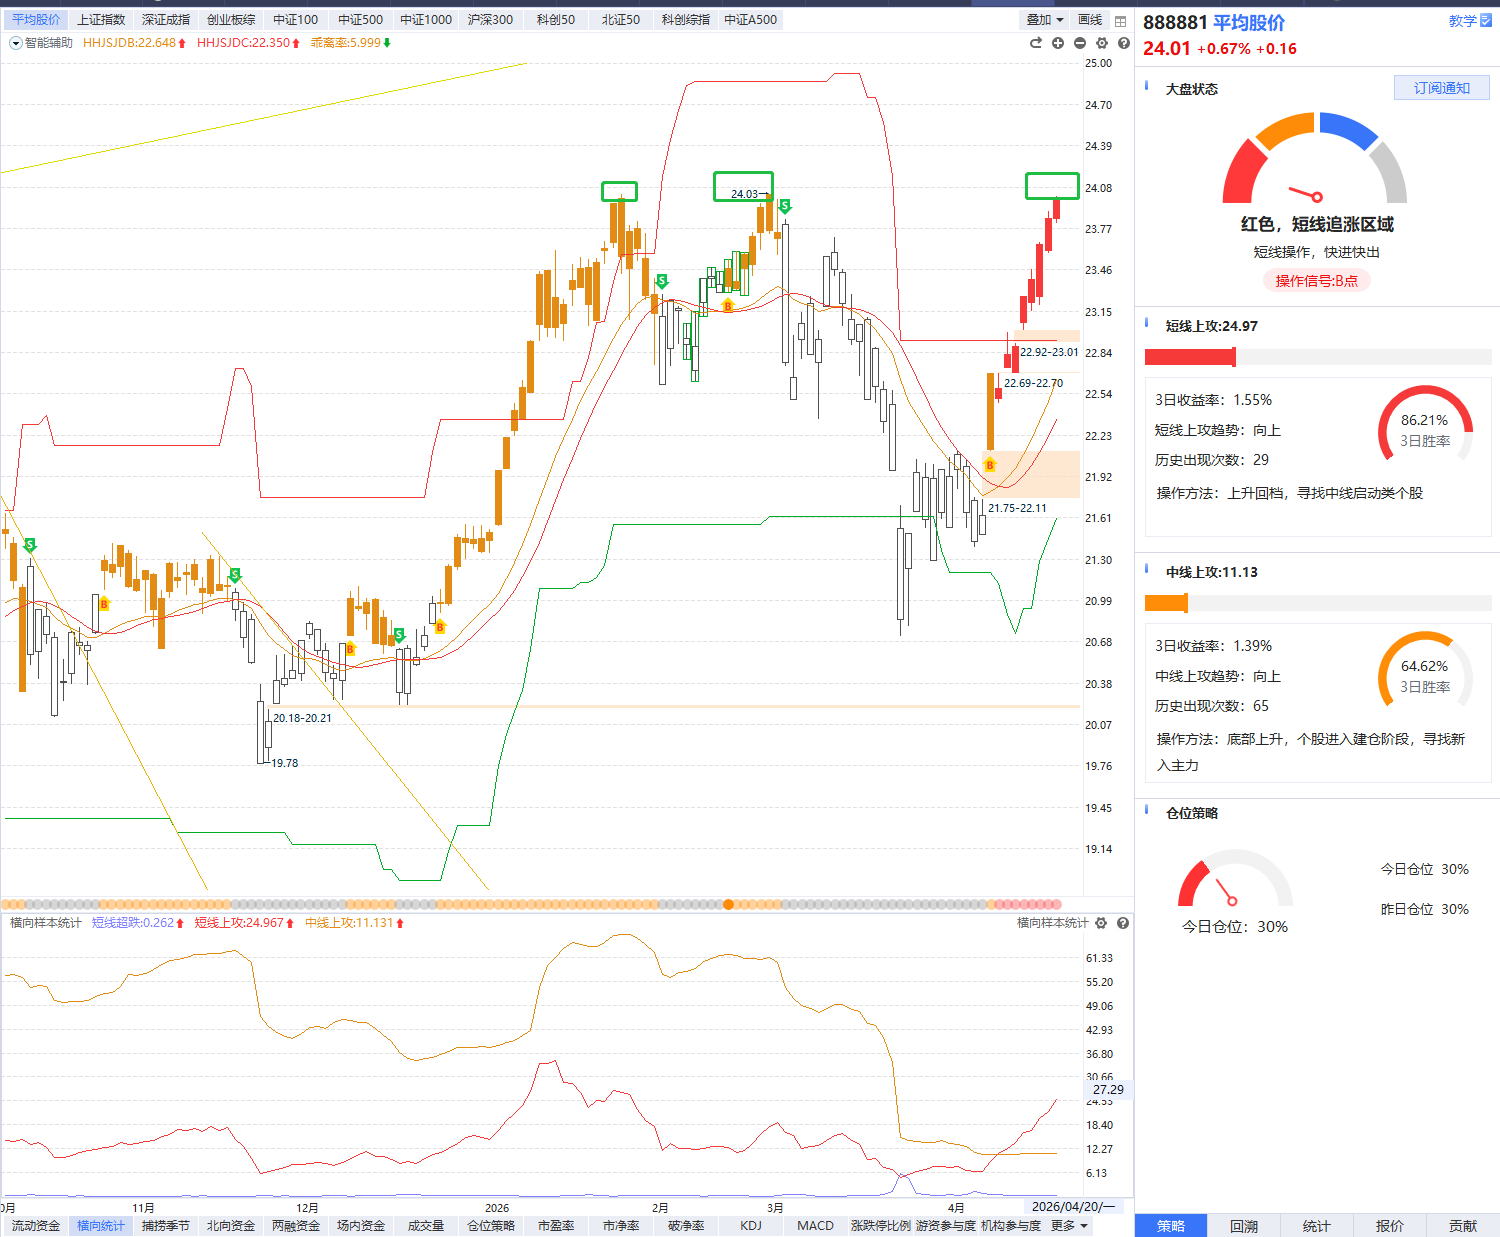 平均股价 上证指数 深证成指 创业板综 中证100 中证500 中证1000 沪深300 科创50 北证50 科创综指 中证A500 叠加 画线
智能辅助 HHJSJDB:22.648 HHJSJDC:22.350 乖离率:5.999
25.00
24.70
24.39
24.08
23.77
23.46
23.15
22.84
22.54
22.23
21.92
21.61
21.30
20.99
20.68
20.38
20.07
19.76
19.45
19.14
24.03
S
S
S
S
S
B
B
B
B
B
22.92-23.01
22.69-22.70
21.75-22.11
20.18-20.21
19.78
横向样本统计 短线超跌:0.262 短线上攻:24.967 中线上攻:11.131 横向样本统计
61.33
55.20
49.06
42.93
36.80
30.66
27.29
24.53
18.40
12.27
6.13
0月 11月 12月 2026 2月 3月 4月 2026/04/20/一
流动资金 横向统计 捕捞季节 北向资金 两融资金 场内资金 成交量 仓位策略 市盈率 市净率 破净率 KDJ MACD 涨跌停比例 游资参与度 机构参与度 更多
888881 平均股价 教学
24.01 +0.67% +0.16
大盘状态 订阅通知
红色，短线追涨区域
短线操作，快进快出
操作信号:B点
短线上攻:24.97
3日收益率：1.55%
短线上攻趋势：向上
历史出现次数：29
86.21%
3日胜率
操作方法：上升回档，寻找中线启动类个股
中线上攻:11.13
3日收益率：1.39%
中线上攻趋势：向上
历史出现次数：65
64.62%
3日胜率
操作方法：底部上升，个股进入建仓阶段，寻找新
入主力
仓位策略
今日仓位：30%
今日仓位 30%
昨日仓位 30%
策略 回溯 统计 报价 贡献